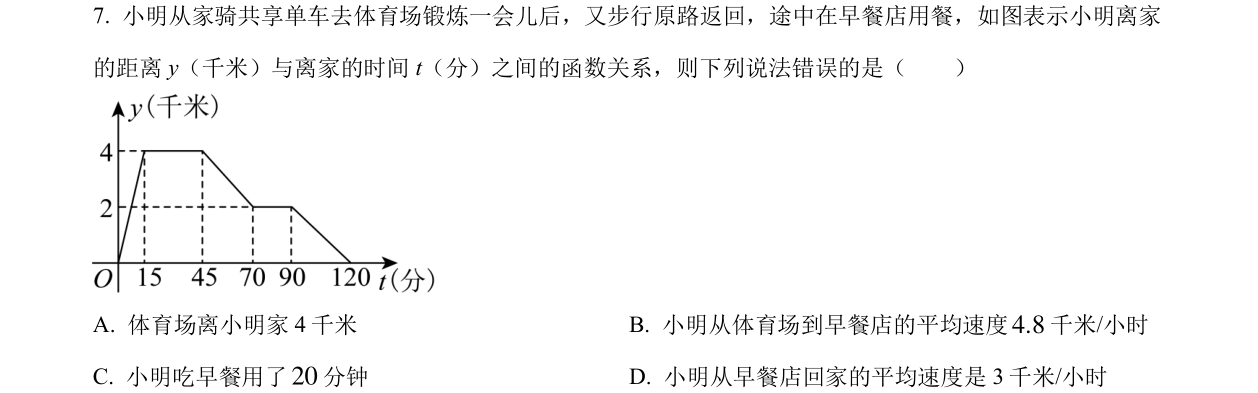 7. 小明从家骑共享单车去体育场锻炼一会儿后，又步行原路返回，途中在早餐店用餐，如图表示小明离家
的距离 y（千米）与离家的时间 t（分）之间的函数关系，则下列说法错误的是（　　）
y(千米)
4
2
O 15 45 70 90 120 t(分)
A. 体育场离小明家 4 千米 B. 小明从体育场到早餐店的平均速度 4.8 千米/小时
C. 小明吃早餐用了 20 分钟 D. 小明从早餐店回家的平均速度是 3 千米/小时